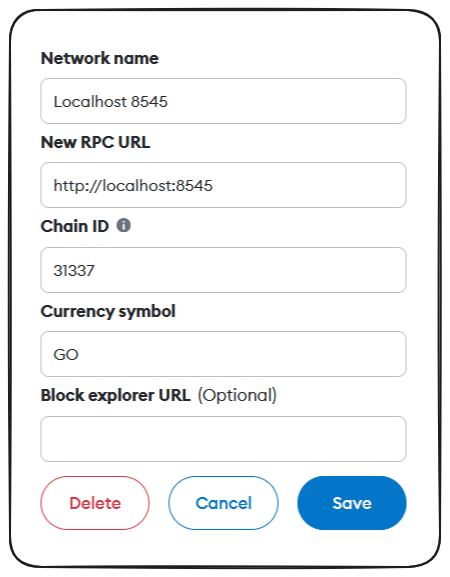 Network name
Localhost 8545
New RPC URL
http://localhost:8545
Chain ID
31337
Currency symbol
GO
Block explorer URL (Optional)
Delete Cancel Save